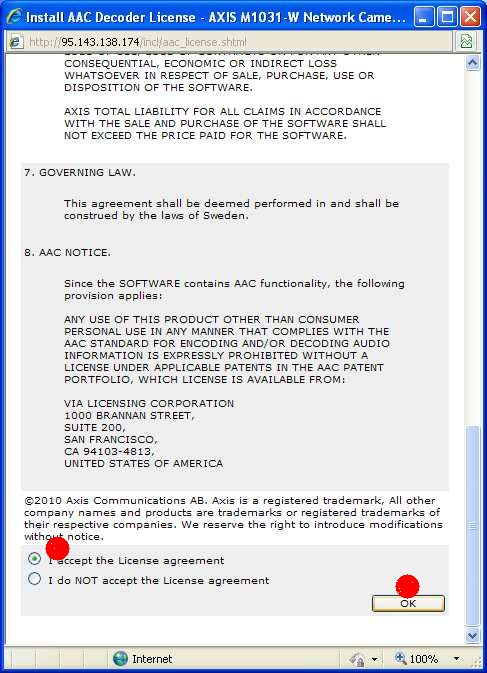 Install AAC Decoder License - AXIS M1031-W Network Came...
http://95.143.138.174/incl/aac_license.shtml
CONSEQUENTIAL, ECONOMIC OR INDIRECT LOSS
WHATSOEVER IN RESPECT OF SALE, PURCHASE, USE OR
DISPOSITION OF THE SOFTWARE.
AXIS TOTAL LIABILITY FOR ALL CLAIMS IN ACCORDANCE
WITH THE SALE AND PURCHASE OF THE SOFTWARE SHALL
NOT EXCEED THE PRICE PAID FOR THE SOFTWARE.
7. GOVERNING LAW.
This agreement shall be deemed performed in and shall be
construed by the laws of Sweden.
8. AAC NOTICE.
Since the SOFTWARE contains AAC functionality, the following
provision applies:
ANY USE OF THIS PRODUCT OTHER THAN CONSUMER
PERSONAL USE IN ANY MANNER THAT COMPLIES WITH THE
AAC STANDARD FOR ENCODING AND/OR DECODING AUDIO
INFORMATION IS EXPRESSLY PROHIBITED WITHOUT A
LICENSE UNDER APPLICABLE PATENTS IN THE AAC PATENT
PORTFOLIO, WHICH LICENSE IS AVAILABLE FROM:
VIA LICENSING CORPORATION
1000 BRANNAN STREET,
SUITE 200,
SAN FRANCISCO,
CA 94103-4813,
UNITED STATES OF AMERICA
©2010 Axis Communications AB. Axis is a registered trademark, All other
company names and products are trademarks or registered trademarks of
their respective companies. We reserve the right to introduce modifications
without notice.
I accept the License agreement
I do NOT accept the License agreement
OK
Internet
100%